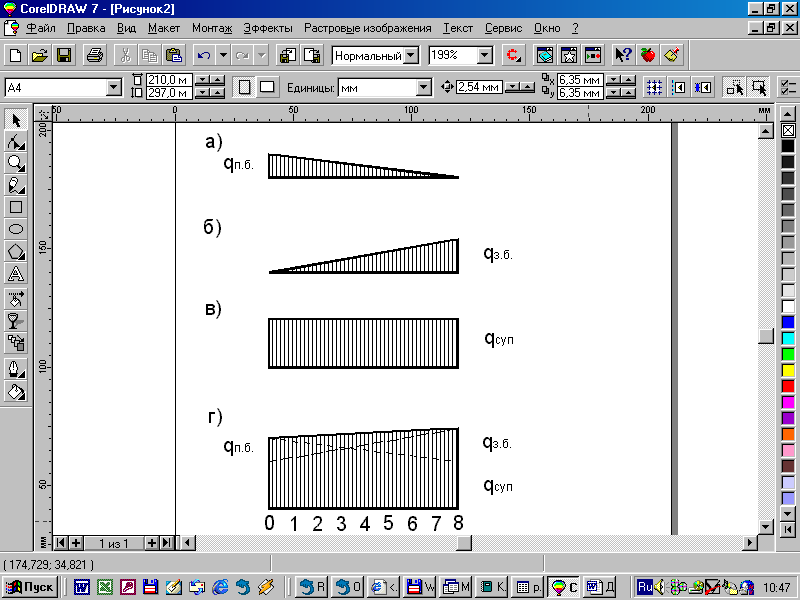 CorelDRAW 7 - [Рисунок2]
Файл Правка Вид Макет Монтаж Эффекты Растровые изображения Текст Сервис Окно ?
Нормальный 199%
A4 210,0 м 297,0 м Единицы: мм 2,54 мм x 6,35 мм y 6,35 мм
50 0 50 100 150 200 мм
200
150
100
50
мм
а)
qп.б.
б)
qз.б.
в)
qсуп
г)
qп.б. qз.б.
qсуп
0 1 2 3 4 5 6 7 8
1 из 1
( 174,729; 34,821 )
Пуск R О <. М К. р. С Д Ru 10:47